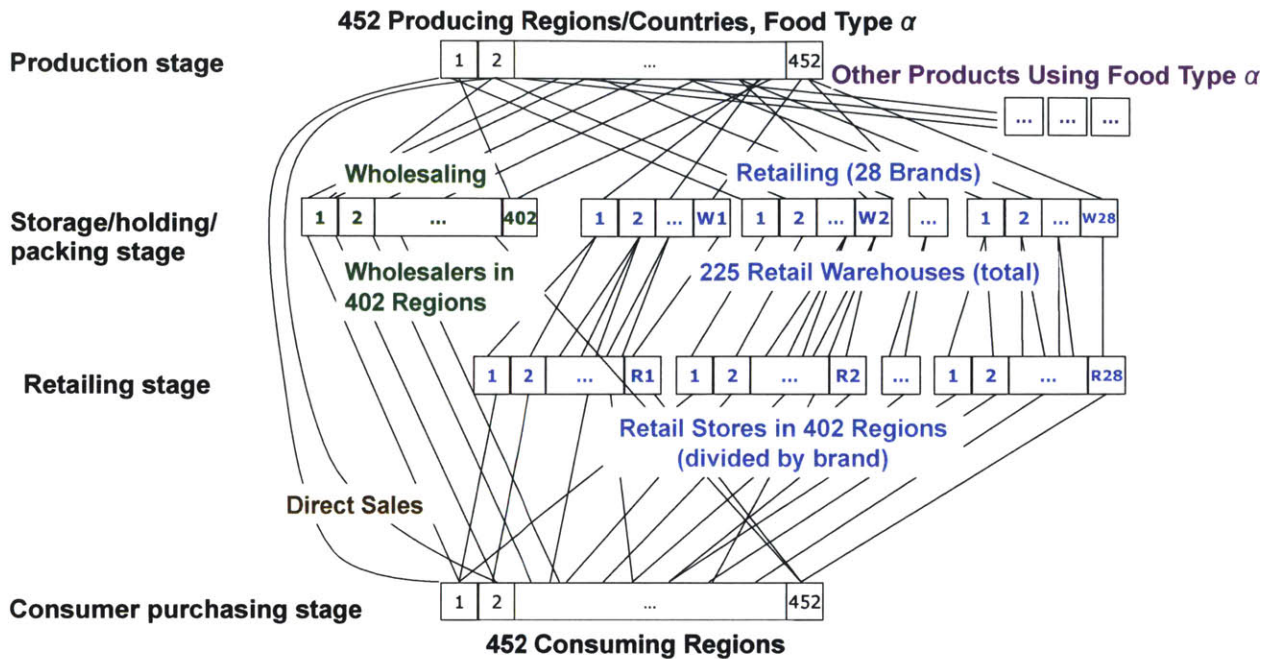 452 Producing Regions/Countries, Food Type α
Production stage
1 2 ... 452
Other Products Using Food Type α
... ... ...
Wholesaling
Retailing (28 Brands)
Storage/holding/
packing stage
1 2 ... 402
1 2 ... W1
1 2 ... W2
...
1 2 ... W28
Wholesalers in
402 Regions
225 Retail Warehouses (total)
Retailing stage
1 2 ... R1
1 2 ... R2
...
1 2 ... R28
Retail Stores in 402 Regions
(divided by brand)
Direct Sales
Consumer purchasing stage
1 2 ... 452
452 Consuming Regions